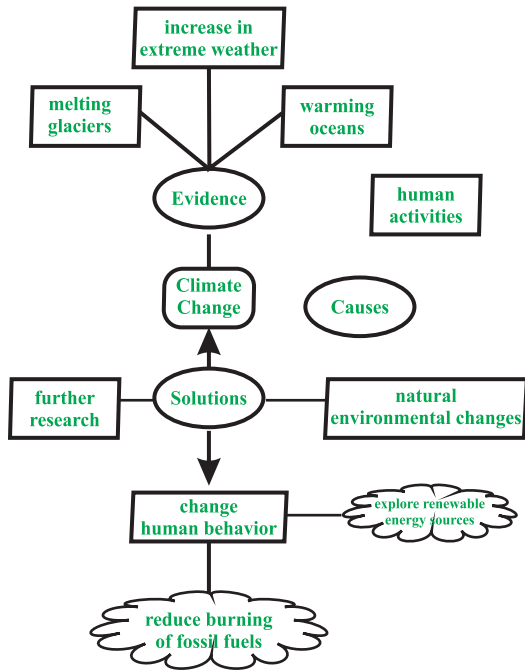 increase in
extreme weather
melting
glaciers
warming
oceans
Evidence
human
activities
Climate
Change
Causes
further
research
Solutions
natural
environmental changes
change
human behavior
explore renewable
energy sources
reduce burning
of fossil fuels